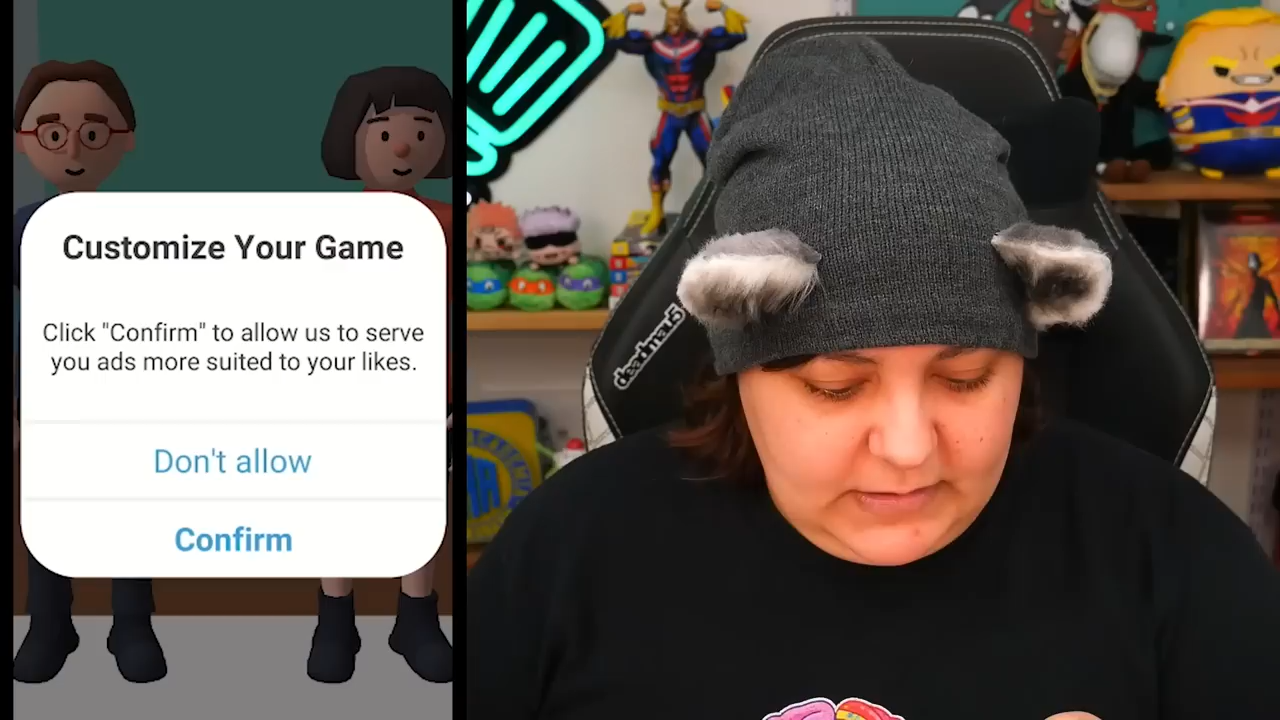 Customize Your Game
Click "Confirm" to allow us to serve
you ads more suited to your likes.
Don't allow
Confirm
deadmau5